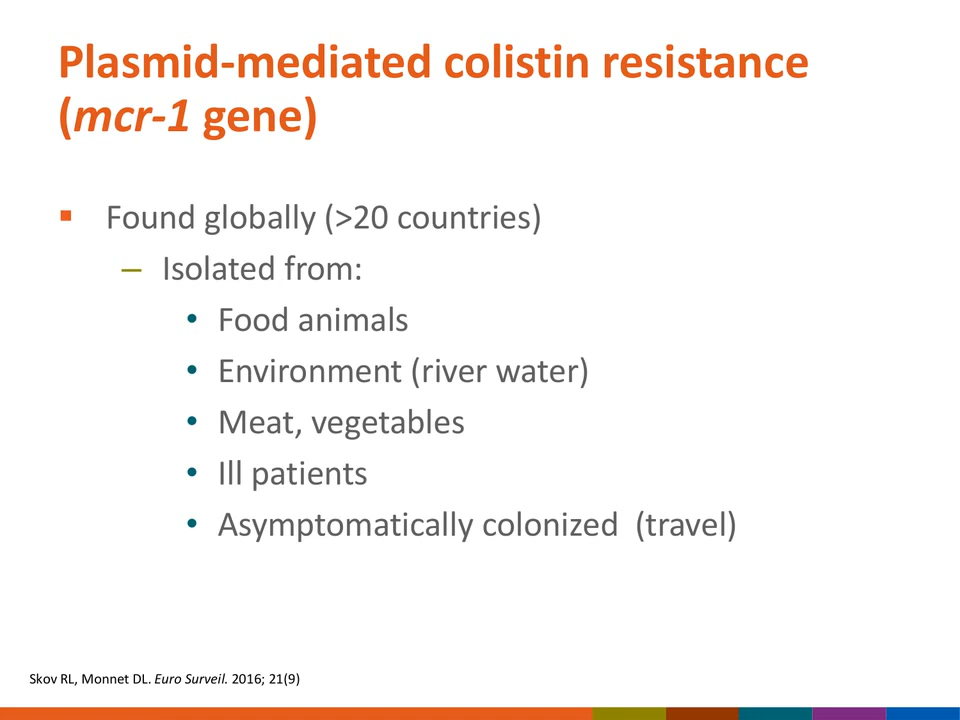 Plasmid-mediated colistin resistance
(mcr-1 gene)
▪ Found globally (>20 countries)
– Isolated from:
• Food animals
• Environment (river water)
• Meat, vegetables
• Ill patients
• Asymptomatically colonized (travel)
Skov RL, Monnet DL. Euro Surveil. 2016; 21(9)